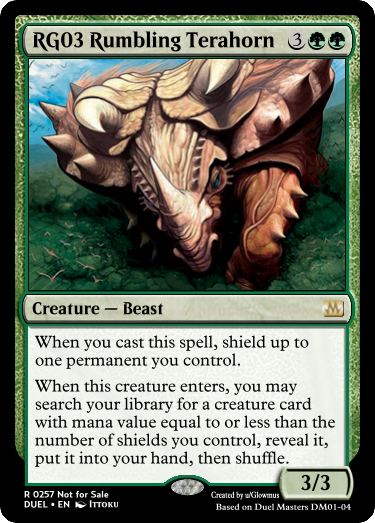 RG03 Rumbling Terahorn 3
Creature — Beast
When you cast this spell, shield up to
one permanent you control.
When this creature enters, you may
search your library for a creature card
with mana value equal to or less than the
number of shields you control, reveal it,
put it into your hand, then shuffle.
3/3
R 0257 Not for Sale
DUEL • EN Ittoku
Created by u/Glowmus
Based on Duel Masters DM01-04